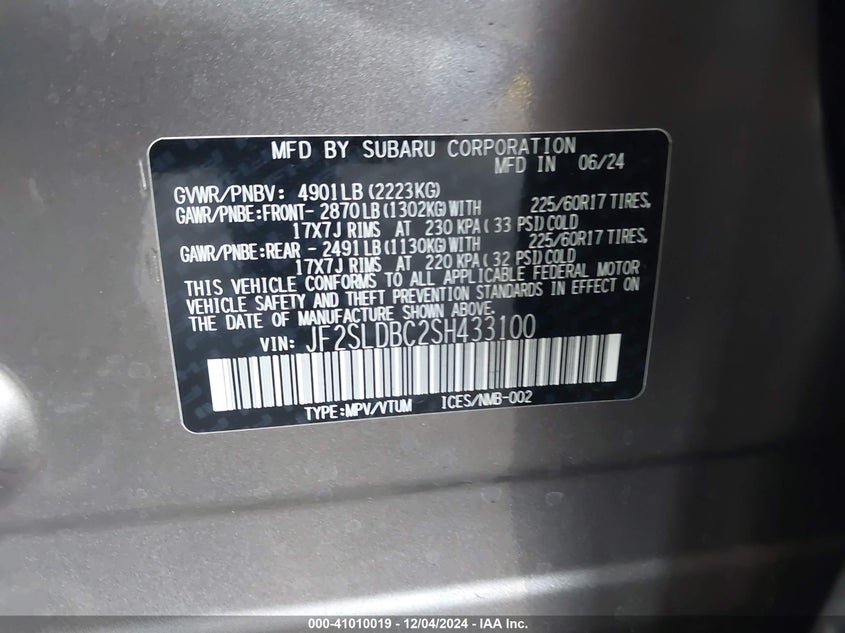 MFD BY SUBARU CORPORATION
MFD IN 06/24
GVWR/PNBV: 4901LB(2223KG)
GAWR/PNBE:FRONT- 2870LB(1302KG)WITH 225/60R17 TIRES,
17X7J RIMS AT 230 KPA( 33 PSI)COLD
GAWR/PNBE:REAR - 2491LB(1130KG)WITH 225/60R17 TIRES,
17X7J RIMS AT 220 KPA( 32 PSI)COLD
THIS VEHICLE CONFORMS TO ALL APPLICABLE FEDERAL MOTOR
VEHICLE SAFETY AND THEFT PREVENTION STANDARDS IN EFFECT ON
THE DATE OF MANUFACTURE SHOWN ABOVE.
VIN: JF2SLDBC2SH433100
TYPE:MPV/VTUM ICES/NMB-002
000-41010019 - 12/04/2024 - IAA Inc.